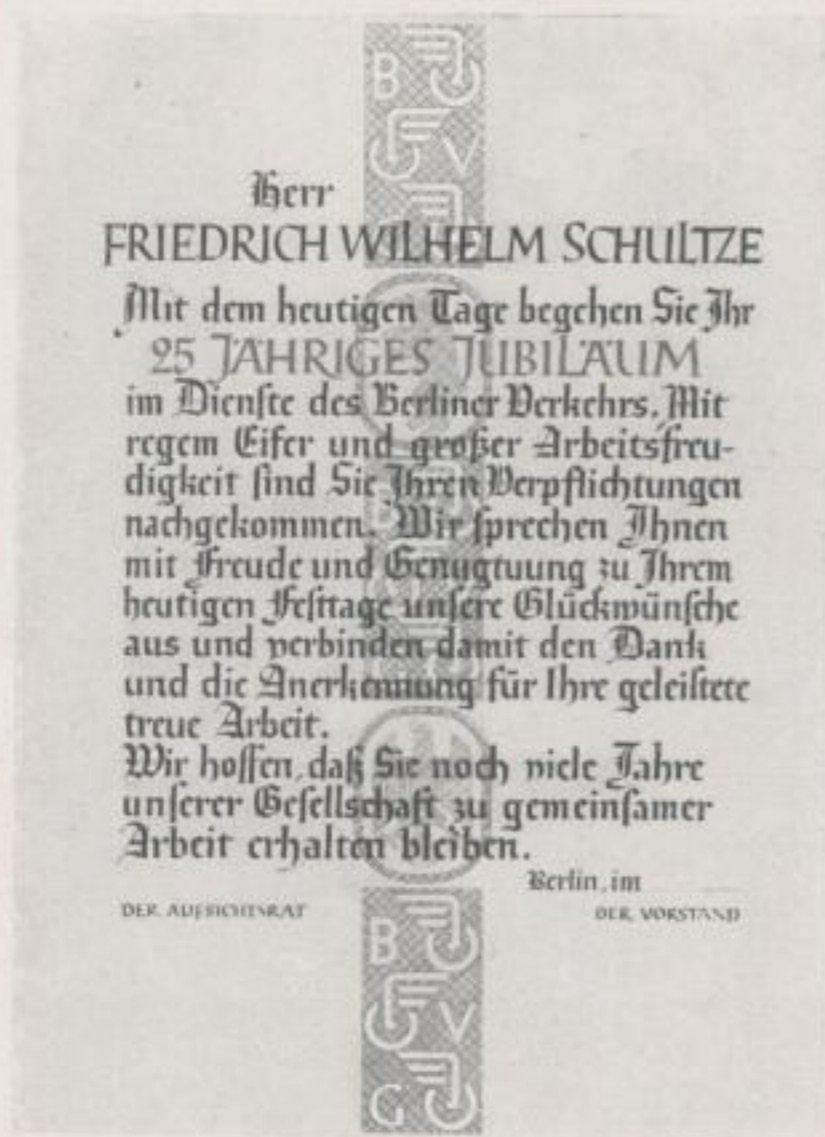 B
V
Herr
FRIEDRICH WILHELM SCHULTZE
Mit dem heutigen Tage begehen Sie Ihr
25 JÄHRIGES JUBILÄUM
im Dienste des Berliner Verkehrs. Mit
regem Eifer und großer Arbeitsfreu-
digkeit sind Sie Ihren Verpflichtungen
nachgekommen. Wir sprechen Ihnen
mit Freude und Genugtuung zu Ihrem
heutigen Festtage unsere Glückwünsche
aus und verbinden damit den Dank
und die Anerkennung für Ihre geleistete
treue Arbeit.
Wir hoffen, daß Sie noch viele Jahre
unserer Gesellschaft zu gemeinsamer
Arbeit erhalten bleiben.
Berlin, im
DER AUFSICHTSRAT DER VORSTAND
B
V
G